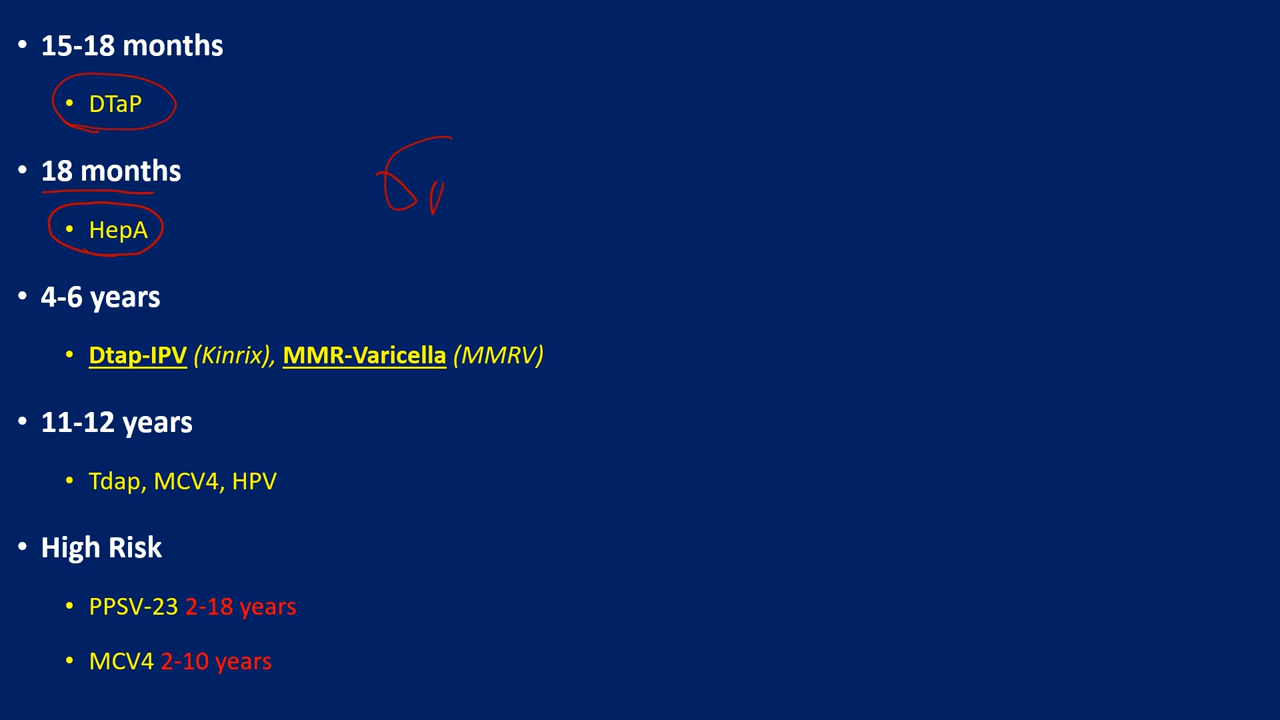 • 15-18 months
• DTaP
• 18 months
• HepA
• 4-6 years
• Dtap-IPV (Kinrix), MMR-Varicella (MMRV)
• 11-12 years
• Tdap, MCV4, HPV
• High Risk
• PPSV-23 2-18 years
• MCV4 2-10 years